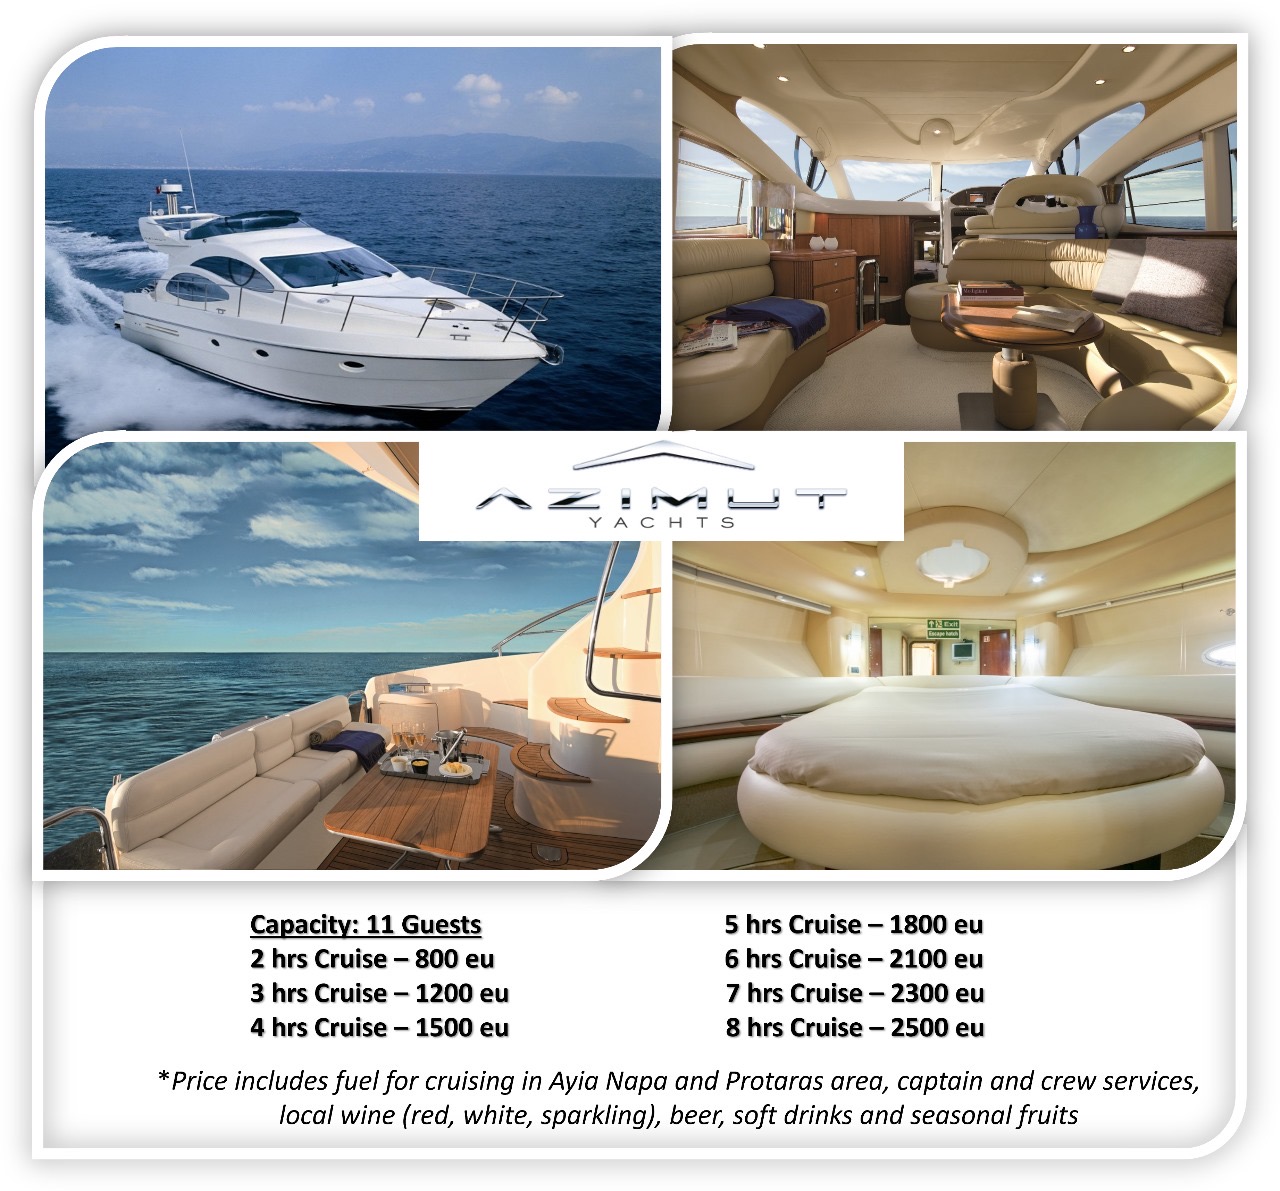 AZIMUT
YACHTS
Exit
Escape hatch
Capacity: 11 Guests
2 hrs Cruise – 800 eu
3 hrs Cruise – 1200 eu
4 hrs Cruise – 1500 eu
5 hrs Cruise – 1800 eu
6 hrs Cruise – 2100 eu
7 hrs Cruise – 2300 eu
8 hrs Cruise – 2500 eu
*Price includes fuel for cruising in Ayia Napa and Protaras area, captain and crew services,
local wine (red, white, sparkling), beer, soft drinks and seasonal fruits